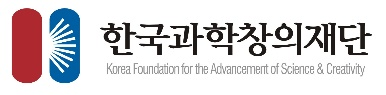 한국과학창의재단
Korea Foundation for the Advancement of Science & Creativity